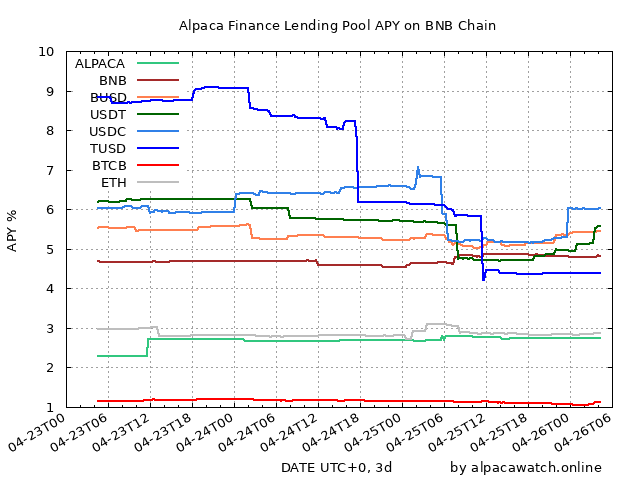 Alpaca Finance Lending Pool APY on BNB Chain
10
9
8
7
6
5
4
3
2
1
APY %
ALPACA
BNB
BUSD
USDT
USDC
TUSD
BTCB
ETH
04-23T00
04-23T06
04-23T12
04-23T18
04-24T00
04-24T06
04-24T12
04-24T18
04-25T00
04-25T06
04-25T12
04-25T18
04-26T00
04-26T06
DATE UTC+0, 3d
by alpacawatch.online